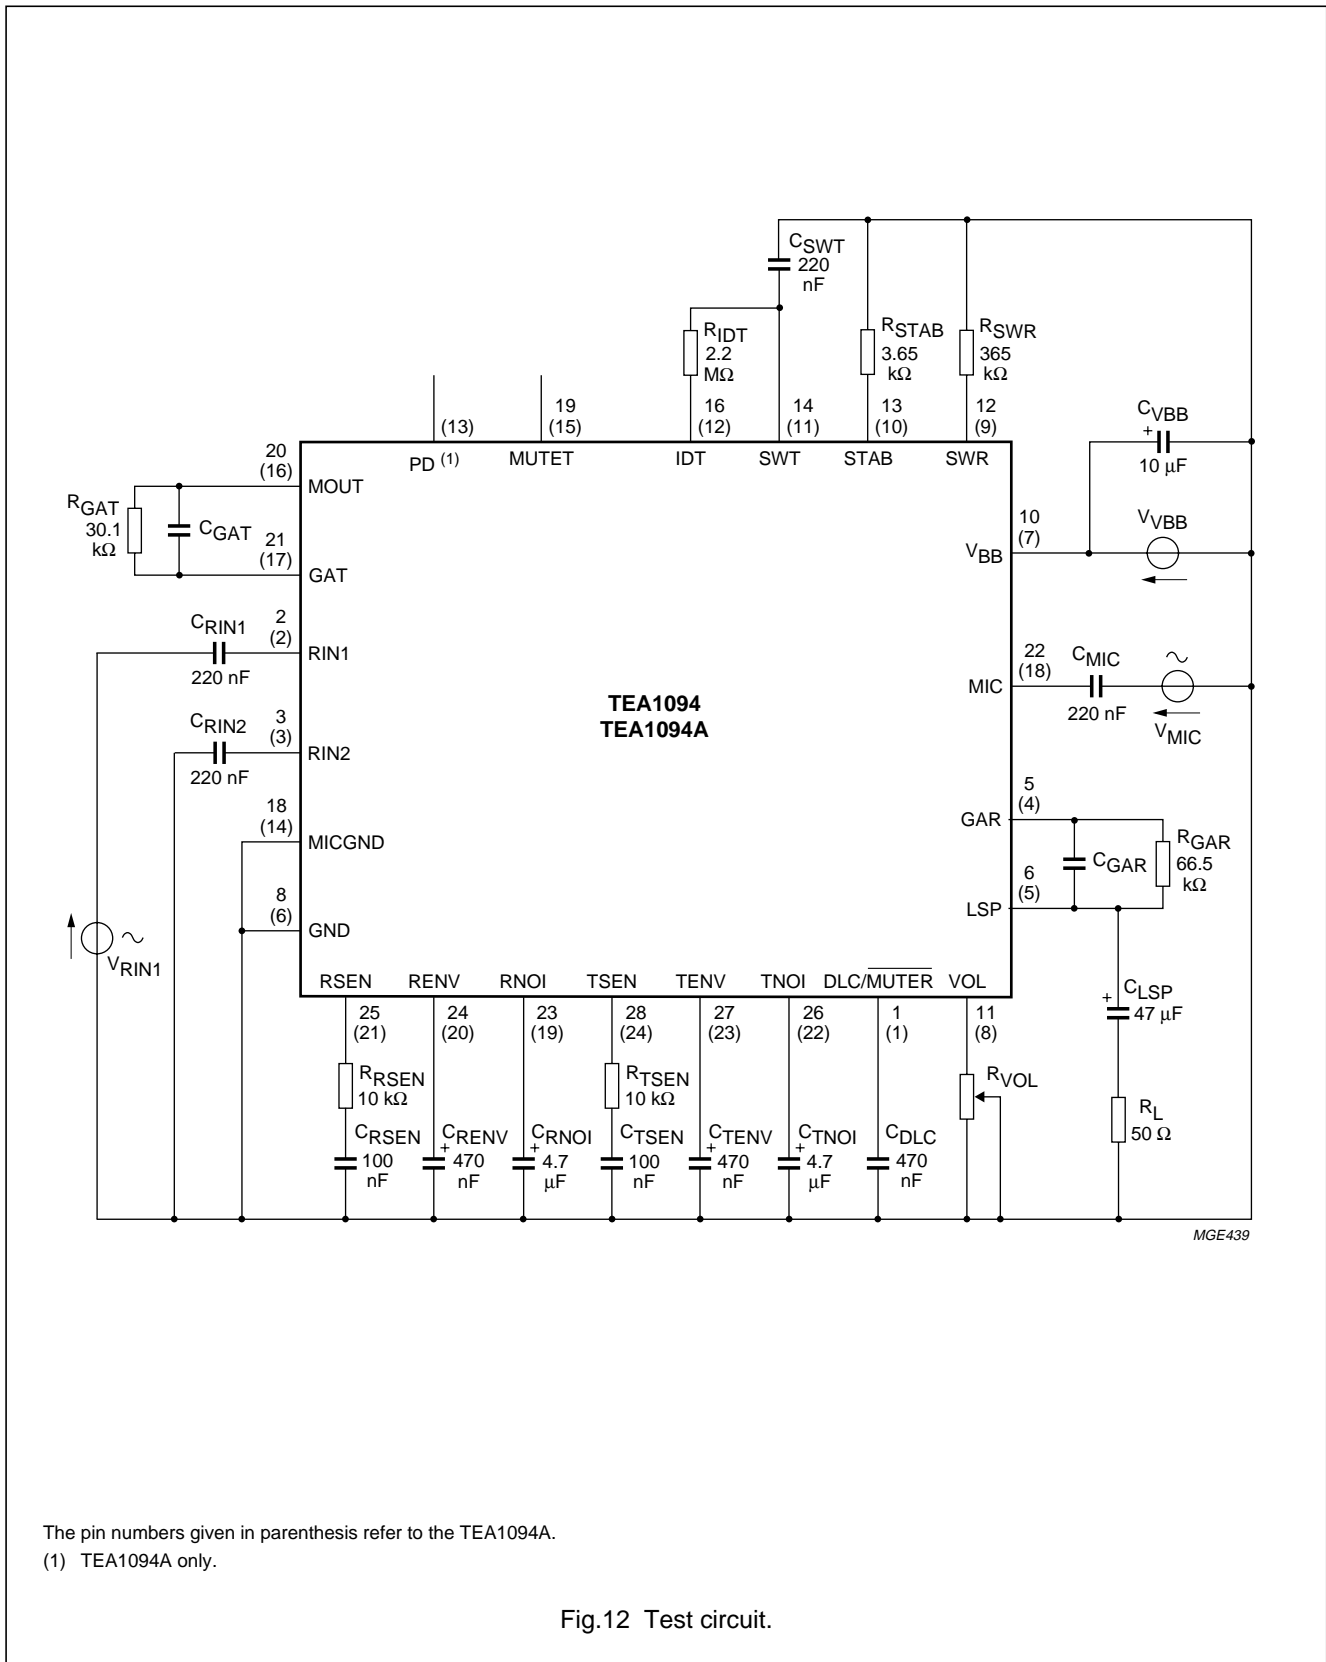 CSWT
220
nF
RIDT
2.2
MΩ
RSTAB
3.65
kΩ
RSWR
365
kΩ
(13)
19
(15)
16
(12)
14
(11)
13
(10)
12
(9)
CVBB
+
10 µF
PD (1)
MUTET
IDT
SWT
STAB
SWR
20
(16)
MOUT
RGAT
30.1
kΩ
CGAT
21
(17)
GAT
10
(7)
VBB
VVBB
CRIN1
220 nF
2
(2)
RIN1
22
(18)
MIC
CMIC
220 nF
VMIC
TEA1094
TEA1094A
CRIN2
220 nF
3
(3)
RIN2
18
(14)
MICGND
5
(4)
GAR
CGAR
RGAR
66.5
kΩ
8
(6)
GND
6
(5)
LSP
VRIN1
RSEN
RENV
RNOI
TSEN
TENV
TNOI
DLC/MUTER
VOL
25
(21)
24
(20)
23
(19)
28
(24)
27
(23)
26
(22)
1
(1)
11
(8)
+
CLSP
47 µF
RRSEN
10 kΩ
RTSEN
10 kΩ
RVOL
RL
50 Ω
CRSEN
100
nF
CRENV
+
470
nF
CRNOI
+
4.7
µF
CTSEN
100
nF
CTENV
+
470
nF
CTNOI
+
4.7
µF
CDLC
470
nF
MGE439
The pin numbers given in parenthesis refer to the TEA1094A.
(1) TEA1094A only.
Fig.12 Test circuit.